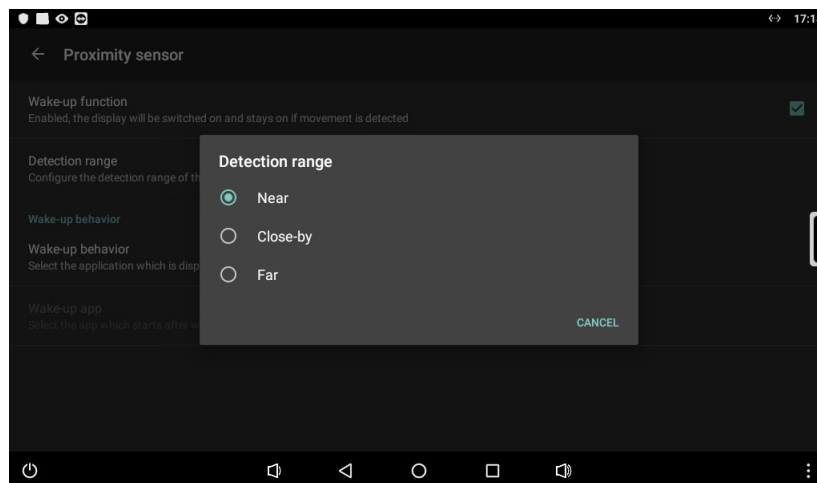 17:1
Proximity sensor
Wake-up function
Enabled, the display will be switched on and stays on if movement is detected
Detection range
Configure the detection range of th
Detection range
Near
Close-by
Far
CANCEL
Wake-up behavior
Wake-up behavior
Select the application which is disp
Wake-up app
Select the app which starts after w